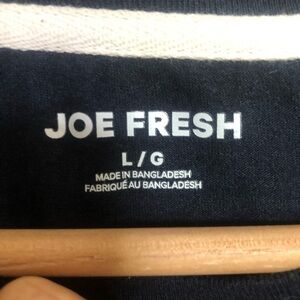 JOE FRESH
L / G
MADE IN BANGLADESH
FABRIQUÉ AU BANGLADESH